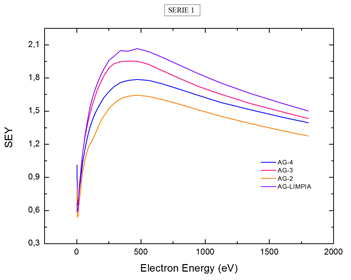 SERIE 1
2,1
1,8
1,5
1,2
0,9
0,6
0,3
SEY
AG-4
AG-3
AG-2
AG-LIMPIA
0 500 1000 1500 2000
Electron Energy (eV)